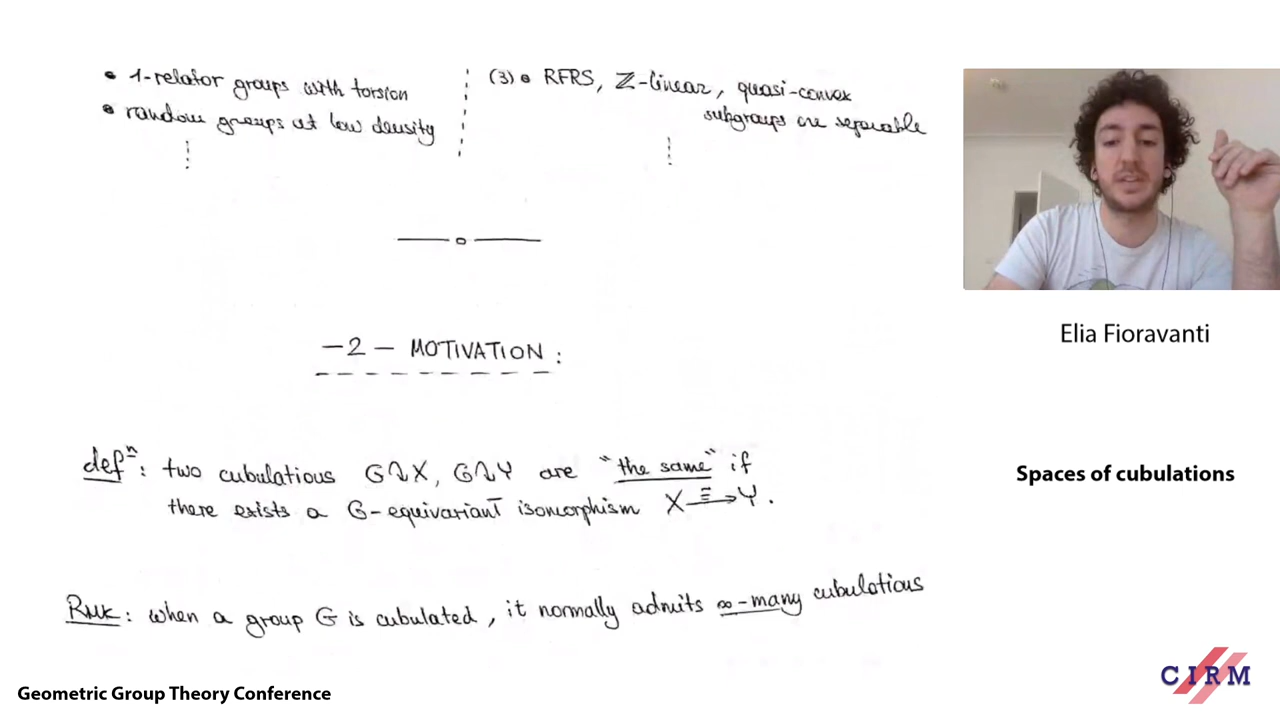 • 1-relator groups with torsion
• random groups at low density
(3) • RFRS, ℤ-linear, quasi-convex
subgroups are separable
-2- MOTIVATION:
defⁿ: two cubulations G↷X, G↷Y are "the same" if
there exists a G-equivariant isomorphism X ≅→ Y.
Rmk: when a group G is cubulated, it normally admits ∞-many cubulations
Elia Fioravanti
Spaces of cubulations
CIRM
Geometric Group Theory Conference